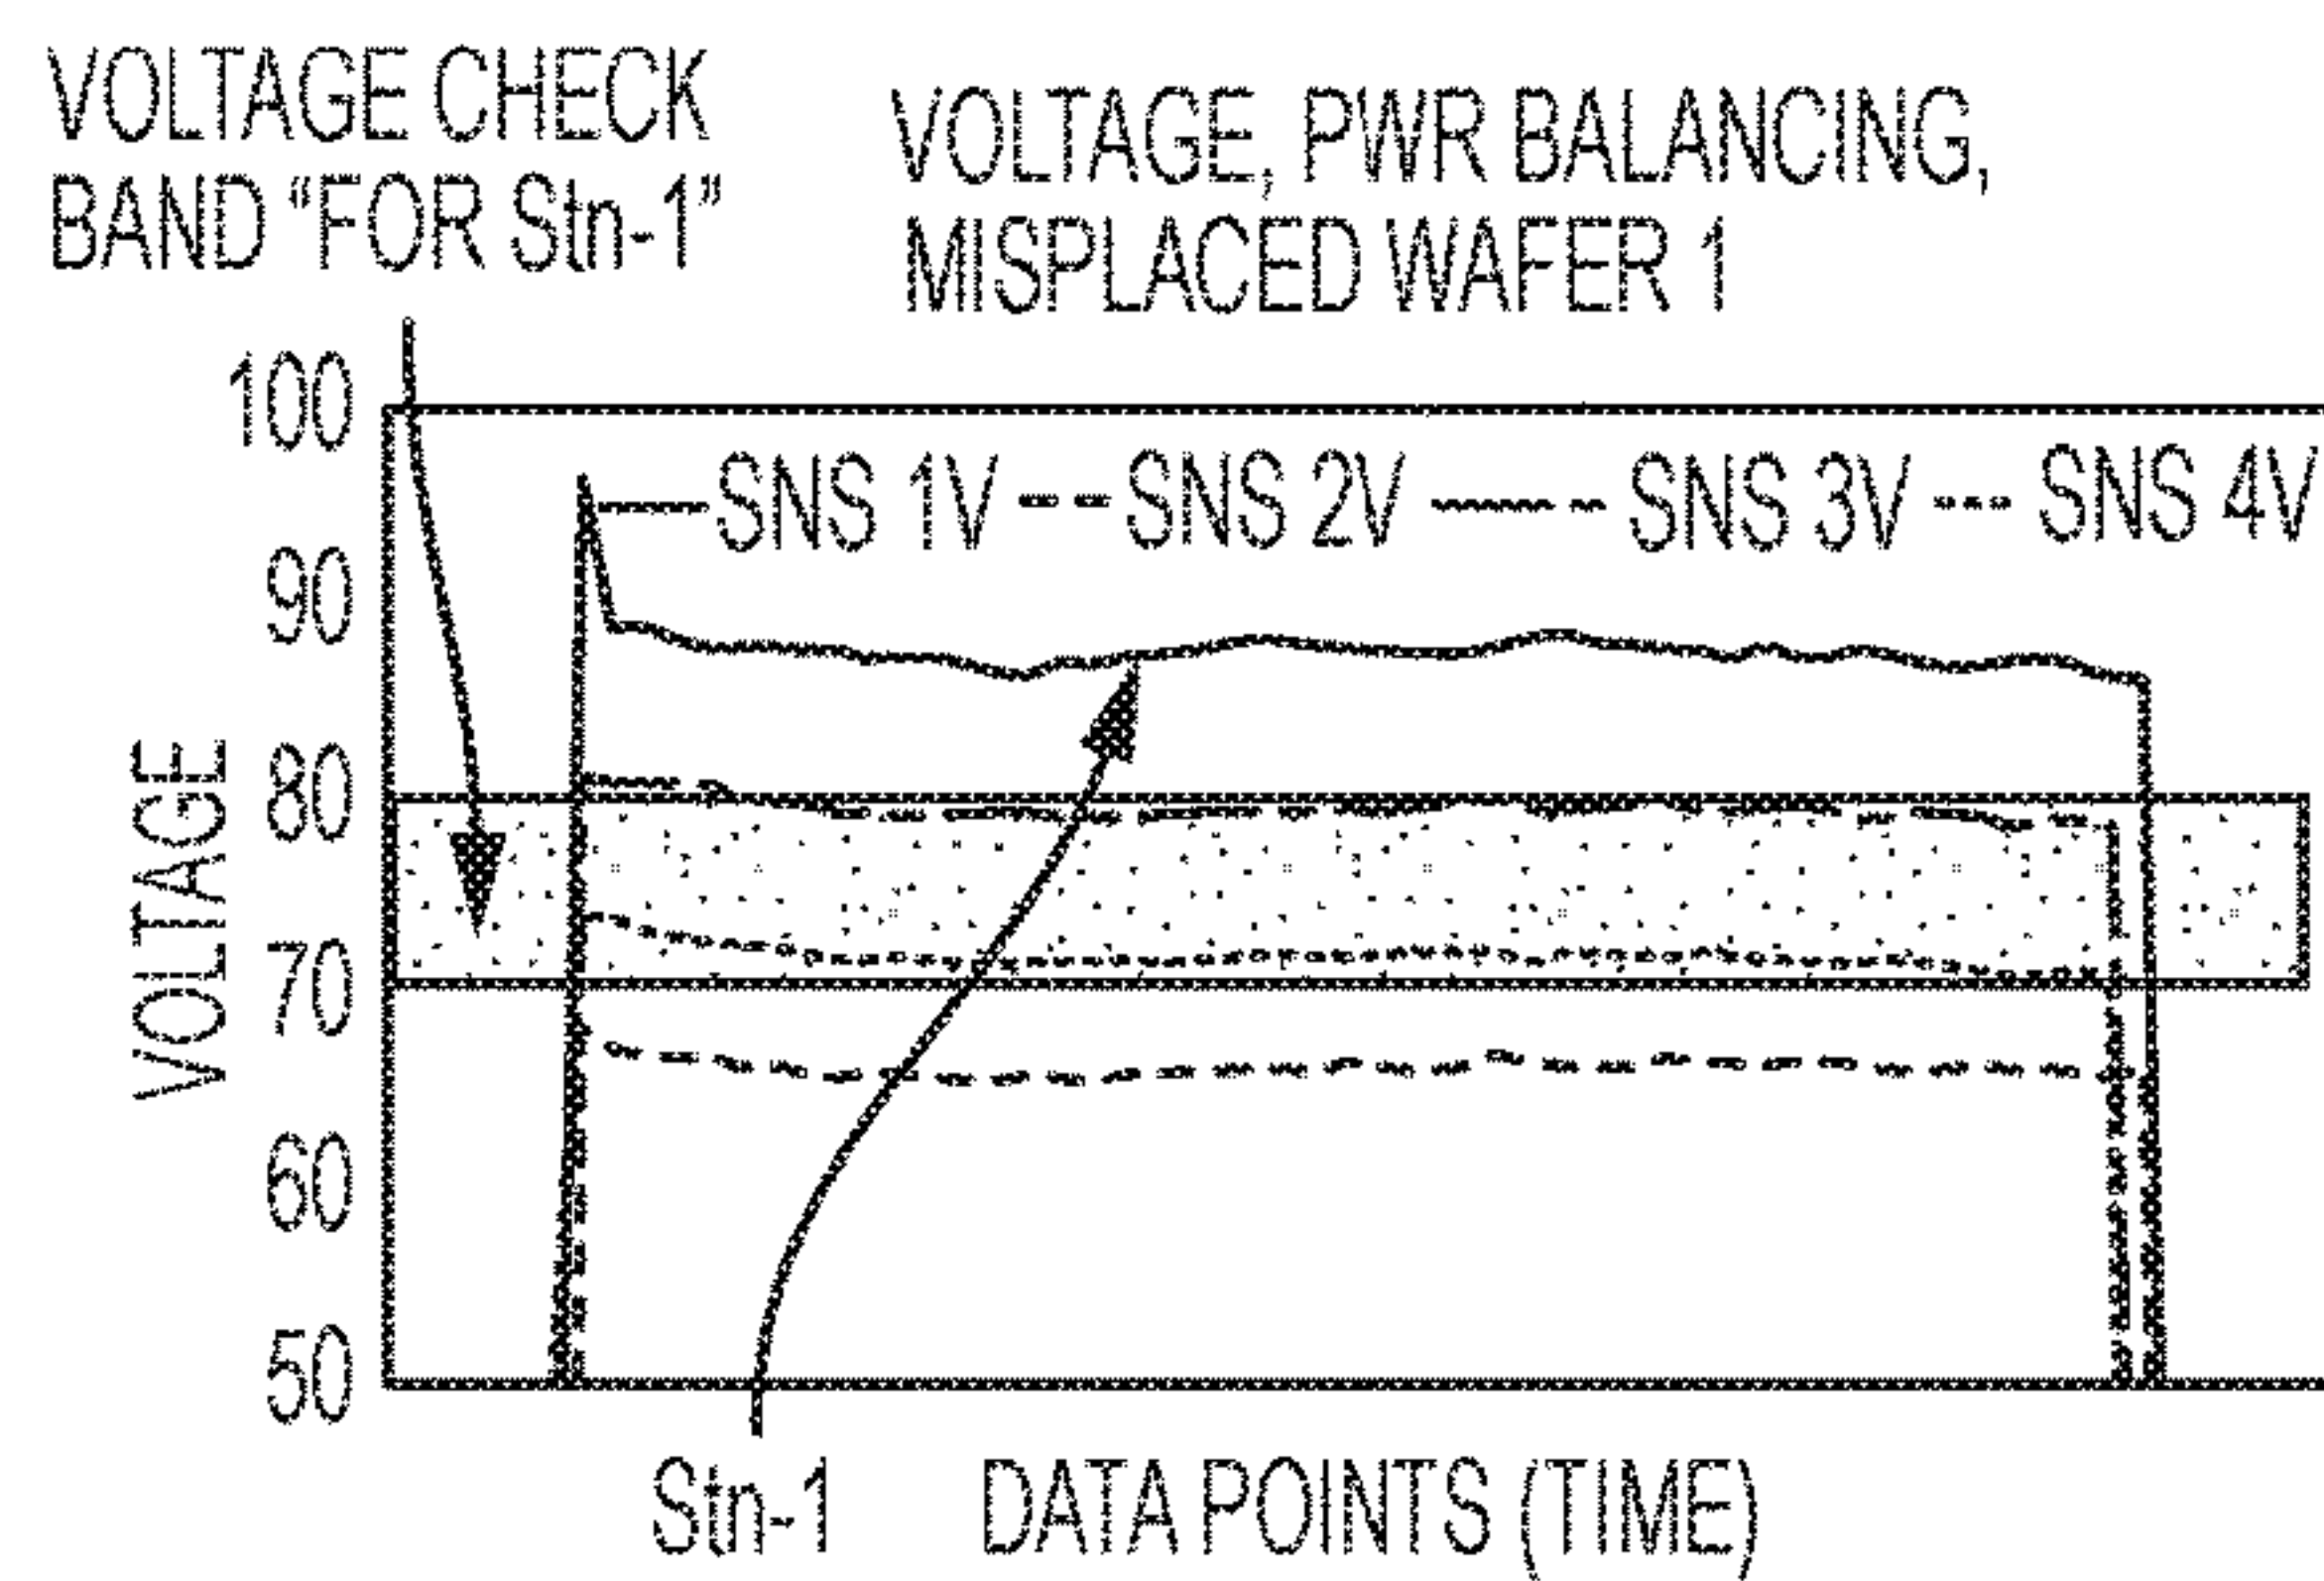 VOLTAGE CHECK
BAND “FOR Stn-1”
VOLTAGE, PWR BALANCING,
MISPLACED WAFER 1
100
SNS 1V SNS 2V SNS 3V SNS 4V
90
80
70
60
50
VOLTAGE
Stn-1
DATA POINTS (TIME)